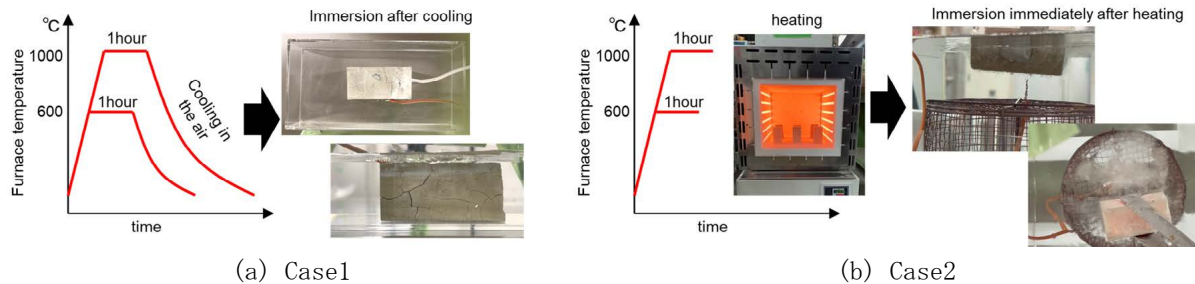 ℃
1000
600
Furnace temperature
1hour
1hour
Cooling in
the air
time
Immersion after cooling
(a) Case1
℃
1000
600
Furnace temperature
1hour
1hour
time
heating
Immersion immediately after heating
(b) Case2